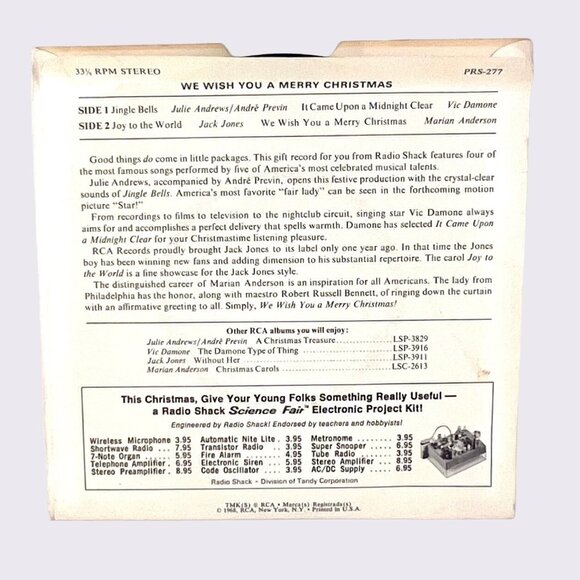 33⅓ RPM STEREO PRS-277
WE WISH YOU A MERRY CHRISTMAS
SIDE 1 Jingle Bells Julie Andrews/André Previn It Came Upon a Midnight Clear Vic Damone
SIDE 2 Joy to the World Jack Jones We Wish You a Merry Christmas Marian Anderson
Good things do come in little packages. This gift record for you from Radio Shack features four of
the most famous songs performed by five of America's most celebrated musical talents.
Julie Andrews, accompanied by André Previn, opens this festive production with the crystal-clear
sounds of Jingle Bells. America's most favorite "fair lady" can be seen in the forthcoming motion
picture "Star!"
From recordings to films to television to the nightclub circuit, singing star Vic Damone always
aims for and accomplishes a perfect delivery that spells warmth. Damone has selected It Came Upon
a Midnight Clear for your Christmastime listening pleasure.
RCA Records proudly brought Jack Jones to its label only one year ago. In that time the Jones
boy has been winning new fans and adding dimension to his substantial repertoire. The carol Joy to
the World is a fine showcase for the Jack Jones style.
The distinguished career of Marian Anderson is an inspiration for all Americans. The lady from
Philadelphia has the honor, along with maestro Robert Russell Bennett, of ringing down the curtain
with an affirmative greeting to all. Simply, We Wish You a Merry Christmas!
Other RCA albums you will enjoy:
Julie Andrews/André Previn A Christmas Treasure LSP-3829
Vic Damone The Damone Type of Thing LSP-3916
Jack Jones Without Her LSP-3911
Marian Anderson Christmas Carols LSC-2613
This Christmas, Give Your Young Folks Something Really Useful —
a Radio Shack Science Fair™ Electronic Project Kit!
Engineered by Radio Shack! Endorsed by teachers and hobbyists!
Wireless Microphone 3.95 Automatic Nite Lite . 3.95 Metronome . . . . . . . 3.95
Shortwave Radio . . . 7.95 Transistor Radio . . 3.95 Super Snooper . . . . 6.95
7-Note Organ . . . . . 5.95 Fire Alarm . . . . . . . 4.95 Tube Radio . . . . . . 3.95
Telephone Amplifier . 6.95 Electronic Siren . . . 5.95 Stereo Amplifier . . . 8.95
Stereo Preamplifier . 8.95 Code Oscillator . . . 3.95 AC/DC Supply . . . . . 6.95
Radio Shack - Division of Tandy Corporation
TMK(S) ® RCA • Marca(s) Registrada(s)
© 1968, RCA, New York, N.Y. • Printed in U.S.A.